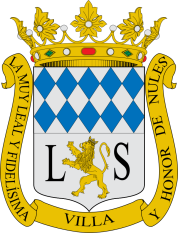 LA MUY LEAL Y FIDELÍSIMA
L S
VILLA
Y HONOR DE NULES